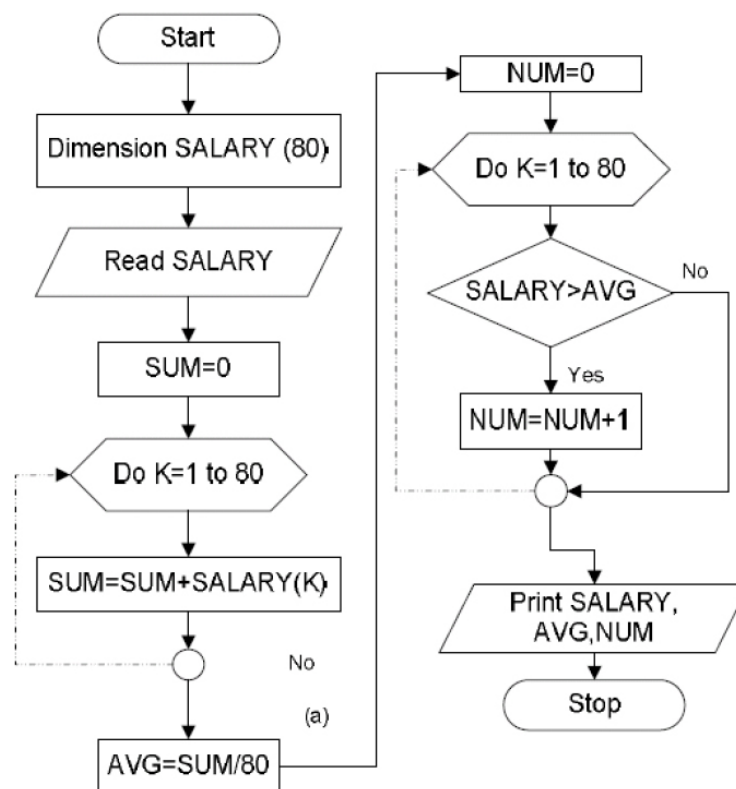 Start
Dimension SALARY (80)
Read SALARY
SUM=0
Do K=1 to 80
SUM=SUM+SALARY(K)
No
(a)
AVG=SUM/80
NUM=0
Do K=1 to 80
SALARY>AVG
No
Yes
NUM=NUM+1
Print SALARY,
AVG,NUM
Stop